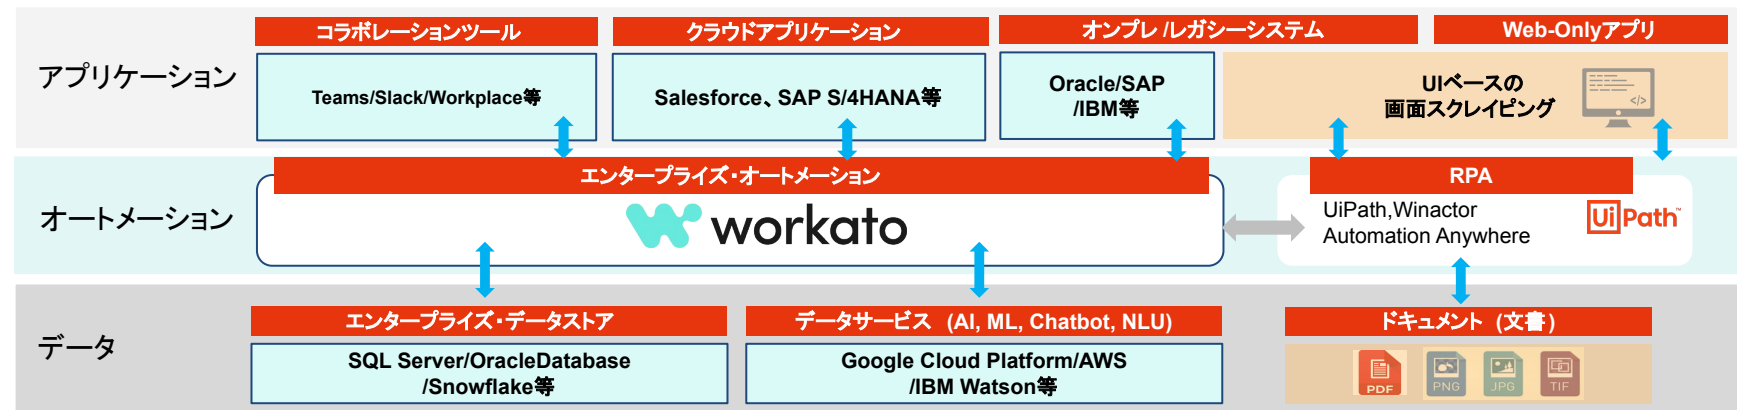 アプリケーション
コラボレーションツール
Teams/Slack/Workplace等
クラウドアプリケーション
Salesforce、SAP S/4HANA等
オンプレ /レガシーシステム
Oracle/SAP
/IBM等
Web-Onlyアプリ
UIベースの
画面スクレイピング
</>
オートメーション
エンタープライズ・オートメーション
workato
RPA
UiPath,Winactor
Automation Anywhere
UiPath™
データ
エンタープライズ・データストア
SQL Server/OracleDatabase
/Snowflake等
データサービス (AI, ML, Chatbot, NLU)
Google Cloud Platform/AWS
/IBM Watson等
ドキュメント (文書)
PDF
PNG
JPG
TIF